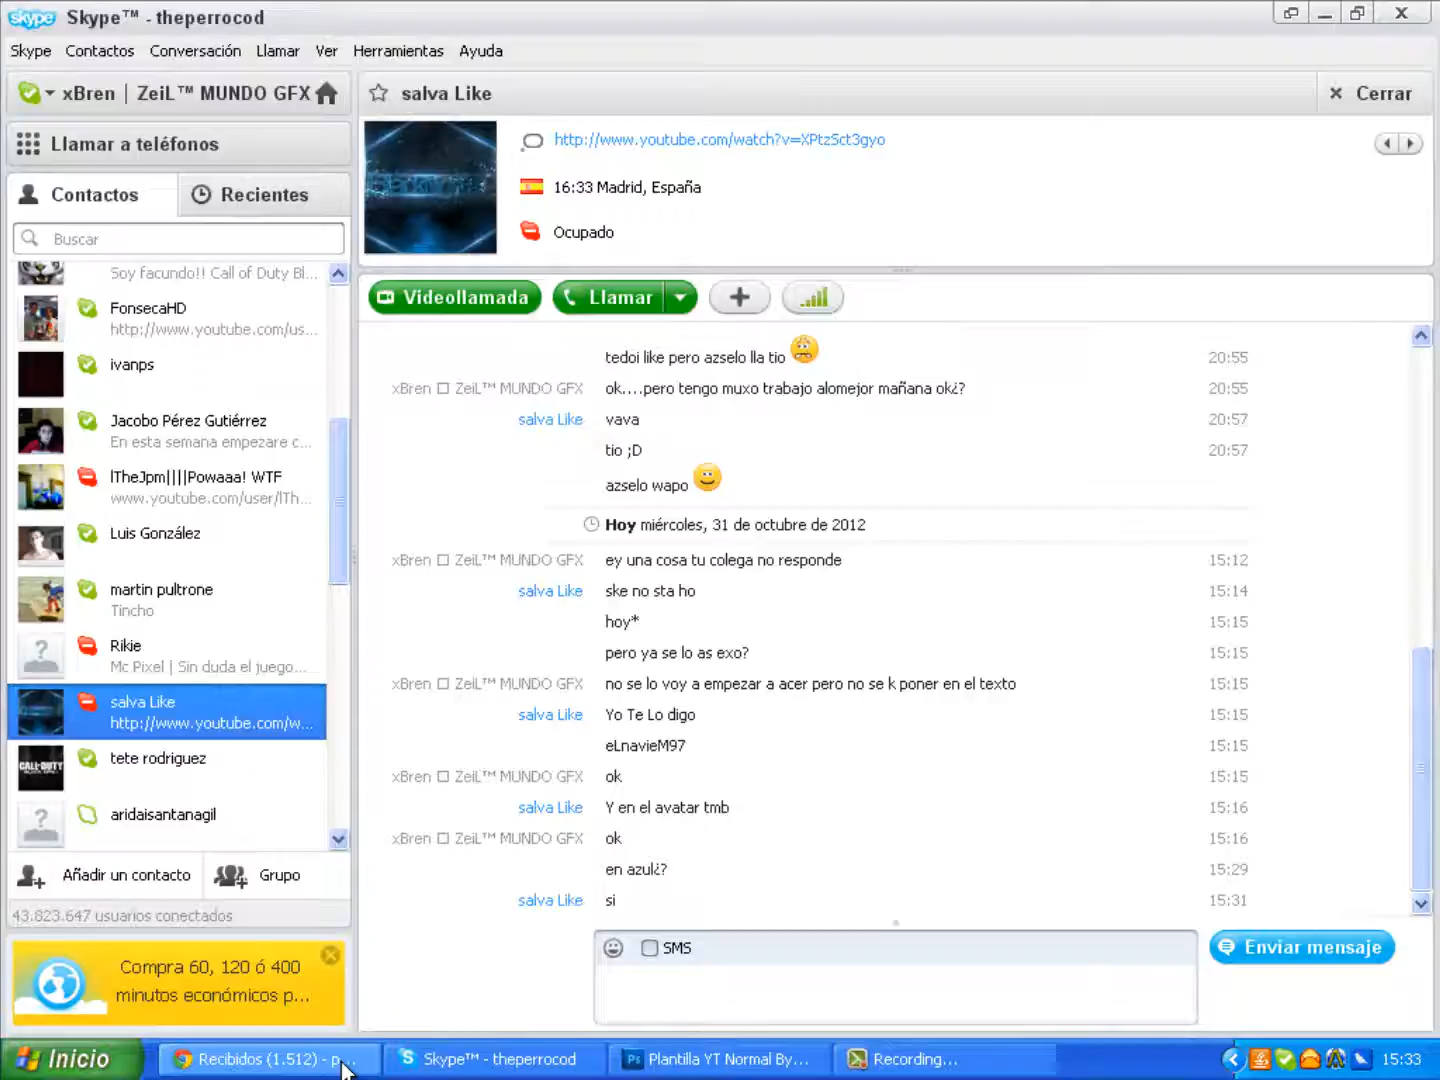 Skype™ - theperrocod
Skype Contactos Conversación Llamar Ver Herramientas Ayuda
xBren | ZeiL™ MUNDO GFX
Llamar a teléfonos
Contactos Recientes
Buscar
Soy facundo!! Call of Duty Bl...
FonsecaHD
http://www.youtube.com/us...
ivanps
Jacobo Pérez Gutiérrez
En esta semana empezare c...
lTheJpm||||Powaaa! WTF
www.youtube.com/user/lTh...
Luis González
martin pultrone
Tincho
Rikie
Mc Pixel | Sin duda el juego...
salva Like
http://www.youtube.com/w...
CALL·DUTY
tete rodriguez
aridaisantanagil
Añadir un contacto Grupo
43.823.647 usuarios conectados
Compra 60, 120 ó 400
minutos económicos p...
salva Like Cerrar
http://www.youtube.com/watch?v=XPtzSct3gyo
16:33 Madrid, España
Ocupado
Videollamada Llamar
tedoi like pero azselo lla tio 20:55
xBren □ ZeiL™ MUNDO GFX ok....pero tengo muxo trabajo alomejor mañana ok¿? 20:55
salva Like vava 20:57
tio ;D 20:57
azselo wapo
Hoy miércoles, 31 de octubre de 2012
xBren □ ZeiL™ MUNDO GFX ey una cosa tu colega no responde 15:12
salva Like ske no sta ho 15:14
hoy* 15:15
pero ya se lo as exo? 15:15
xBren □ ZeiL™ MUNDO GFX no se lo voy a empezar a acer pero no se k poner en el texto 15:15
salva Like Yo Te Lo digo 15:15
eLnavieM97 15:15
xBren □ ZeiL™ MUNDO GFX ok 15:15
salva Like Y en el avatar tmb 15:16
xBren □ ZeiL™ MUNDO GFX ok 15:16
en azul¿? 15:29
salva Like si 15:31
SMS
Enviar mensaje
Inicio Recibidos (1.512) - p... Skype™ - theperrocod Plantilla YT Normal By... Recording... 15:33